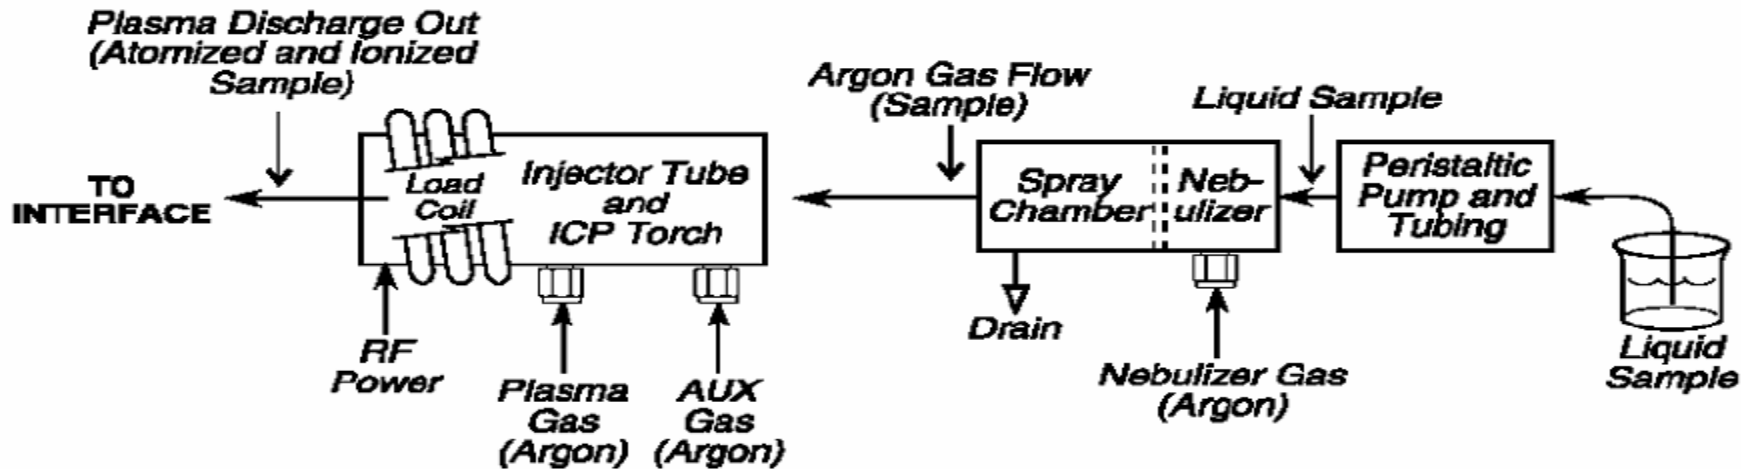 Plasma Discharge Out
(Atomized and Ionized
Sample)
Argon Gas Flow
(Sample)
Liquid Sample
TO
INTERFACE
Load
Coil
Injector Tube
and
ICP Torch
Spray
Chamber
Neb-
ulizer
Peristaltic
Pump and
Tubing
RF
Power
Plasma
Gas
(Argon)
AUX
Gas
(Argon)
Drain
Nebulizer Gas
(Argon)
Liquid
Sample